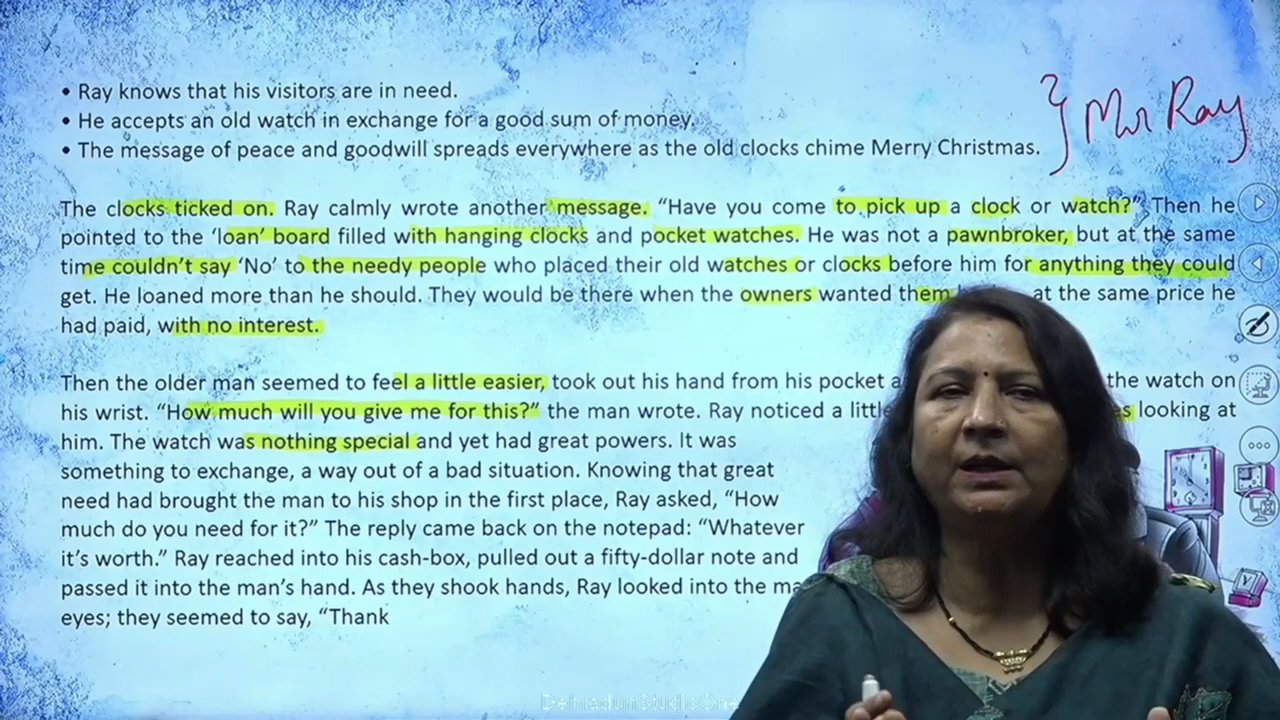 • Ray knows that his visitors are in need.
• He accepts an old watch in exchange for a good sum of money.
• The message of peace and goodwill spreads everywhere as the old clocks chime Merry Christmas.
} Mr Ray
The clocks ticked on. Ray calmly wrote another message. “Have you come to pick up a clock or watch?” Then he
pointed to the ‘loan’ board filled with hanging clocks and pocket watches. He was not a pawnbroker, but at the same
time couldn’t say ‘No’ to the needy people who placed their old watches or clocks before him for anything they could
get. He loaned more than he should. They would be there when the owners wanted them at the same price he
had paid, with no interest.
Then the older man seemed to feel a little easier, took out his hand from his pocket the watch on
his wrist. “How much will you give me for this?” the man wrote. Ray noticed a little looking at
him. The watch was nothing special and yet had great powers. It was
something to exchange, a way out of a bad situation. Knowing that great
need had brought the man to his shop in the first place, Ray asked, “How
much do you need for it?” The reply came back on the notepad: “Whatever
it’s worth.” Ray reached into his cash-box, pulled out a fifty-dollar note and
passed it into the man’s hand. As they shook hands, Ray looked into the
eyes; they seemed to say, “Thank
DehradunStudioOne